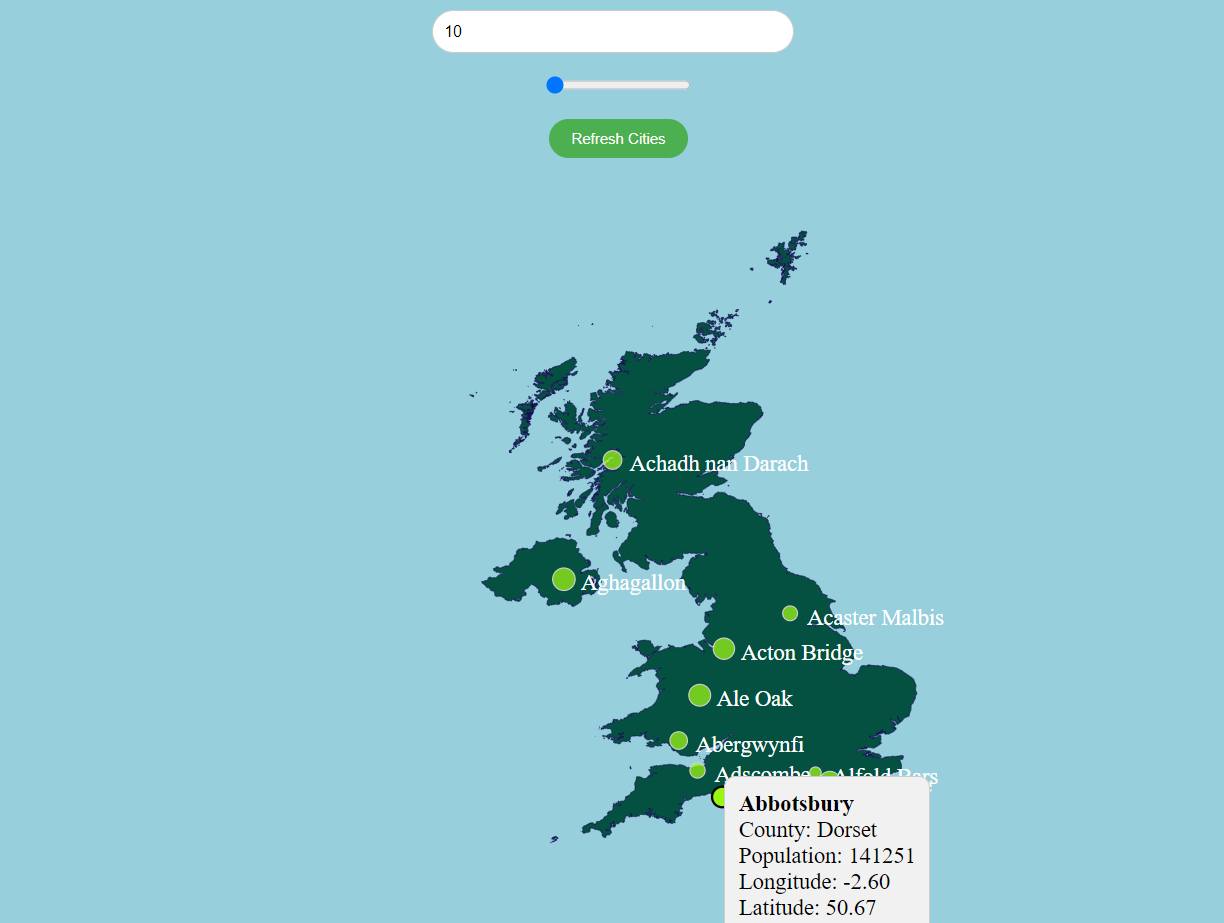 10
Refresh Cities
Achadh nan Darach
Aghagallon
Acaster Malbis
Acton Bridge
Ale Oak
Abergwynfi
Adscombe
Alfold Bars
Abbotsbury
County: Dorset
Population: 141251
Longitude: -2.60
Latitude: 50.67